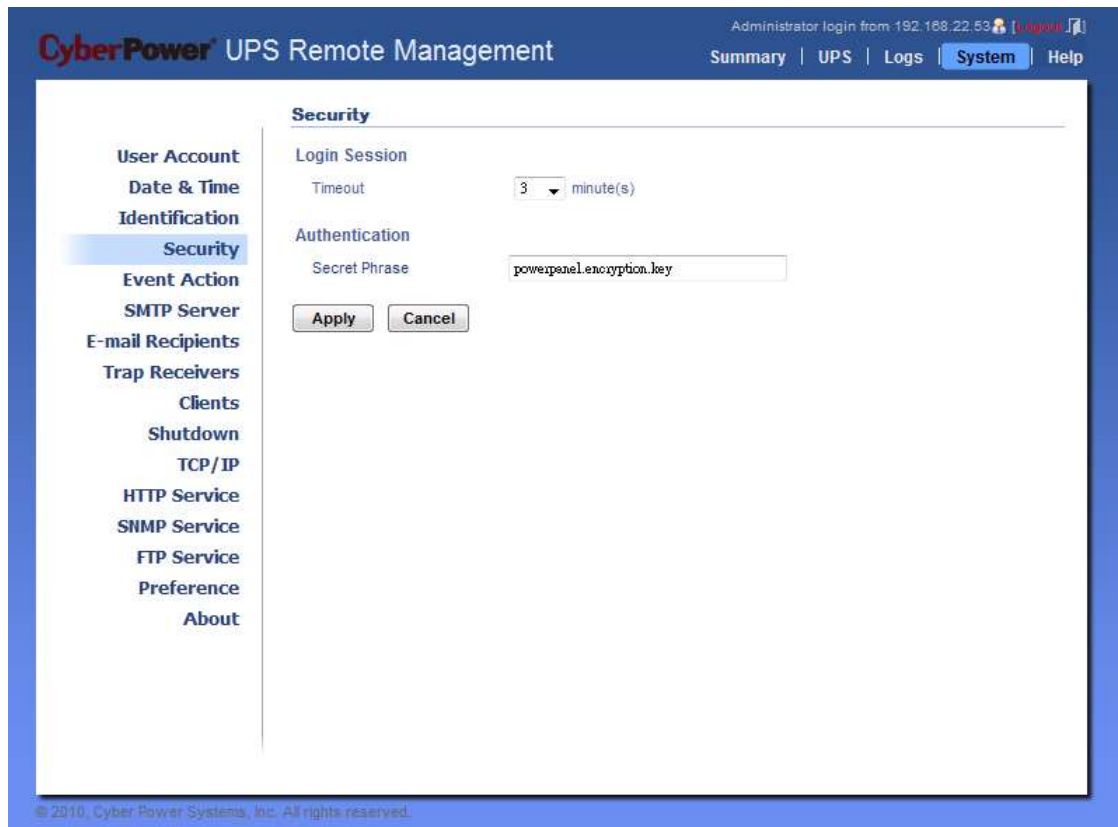 Administrator login from 192.168.22.53 [Logout]
CyberPower UPS Remote Management
Summary | UPS | Logs | System | Help
Security
User Account
Date & Time
Identification
Security
Event Action
SMTP Server
E-mail Recipients
Trap Receivers
Clients
Shutdown
TCP/IP
HTTP Service
SNMP Service
FTP Service
Preference
About
Login Session
Timeout 3 minute(s)
Authentication
Secret Phrase powerpanel.encryption.key
Apply Cancel
© 2010, Cyber Power Systems, Inc. All rights reserved.